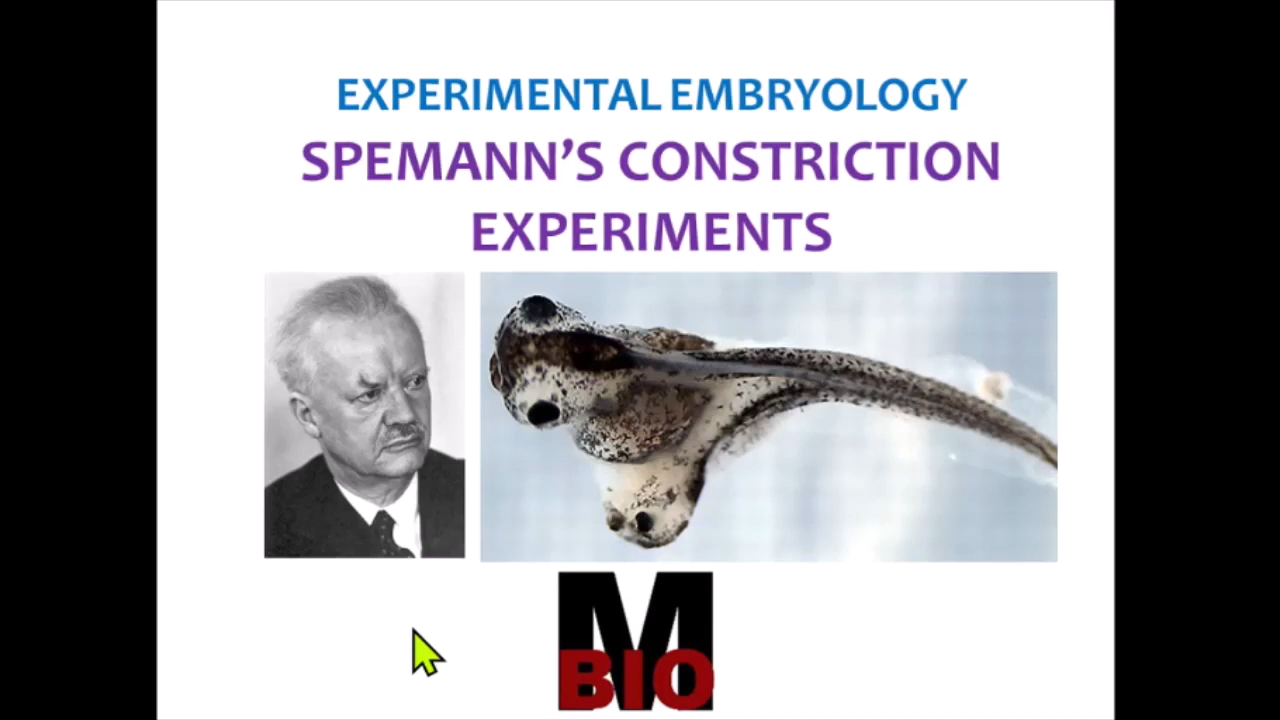 EXPERIMENTAL EMBRYOLOGY
SPEMANN'S CONSTRICTION
EXPERIMENTS
M
BIO